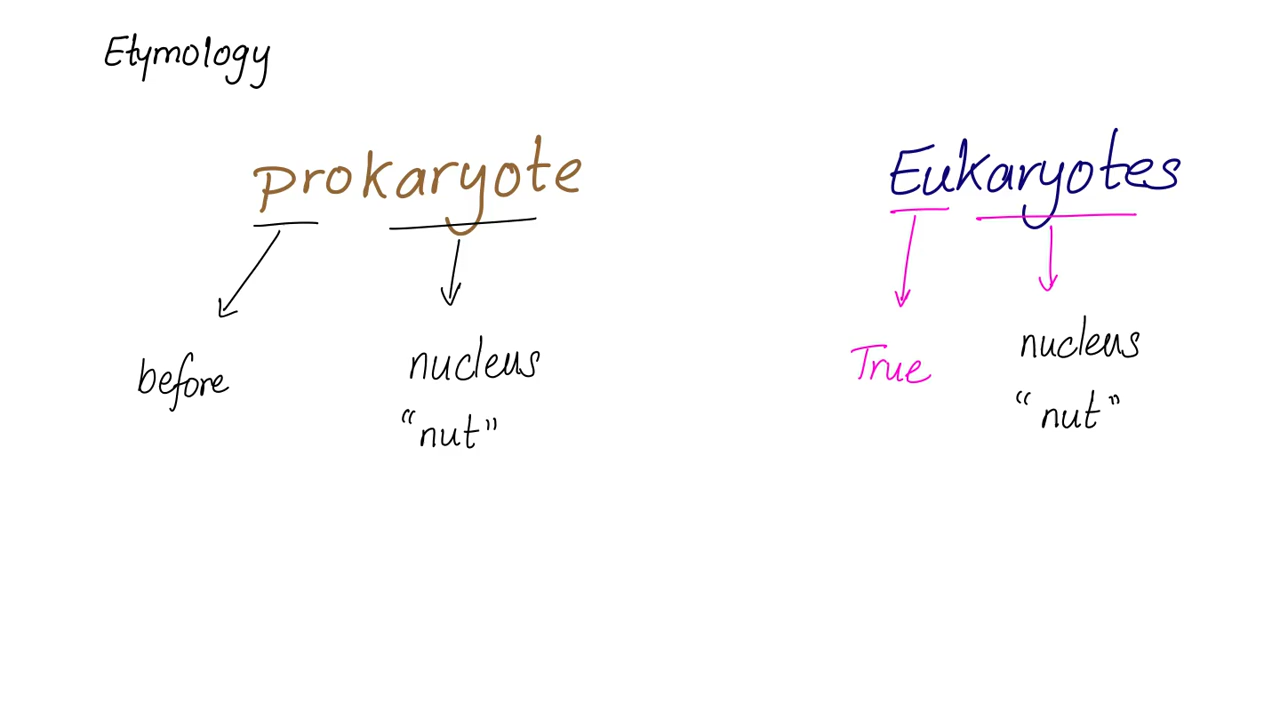 Etymology
prokaryote
Eukaryotes
before
nucleus
"nut"
True
nucleus
"nut"